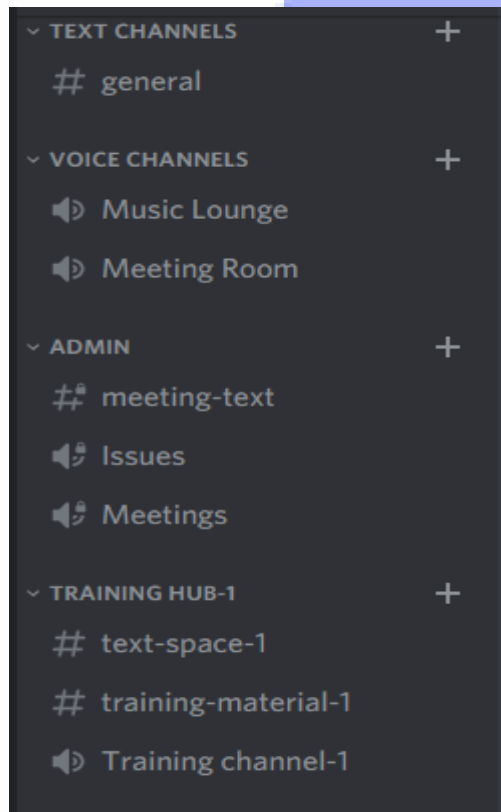 TEXT CHANNELS
general
VOICE CHANNELS
Music Lounge
Meeting Room
ADMIN
meeting-text
Issues
Meetings
TRAINING HUB-1
text-space-1
training-material-1
Training channel-1